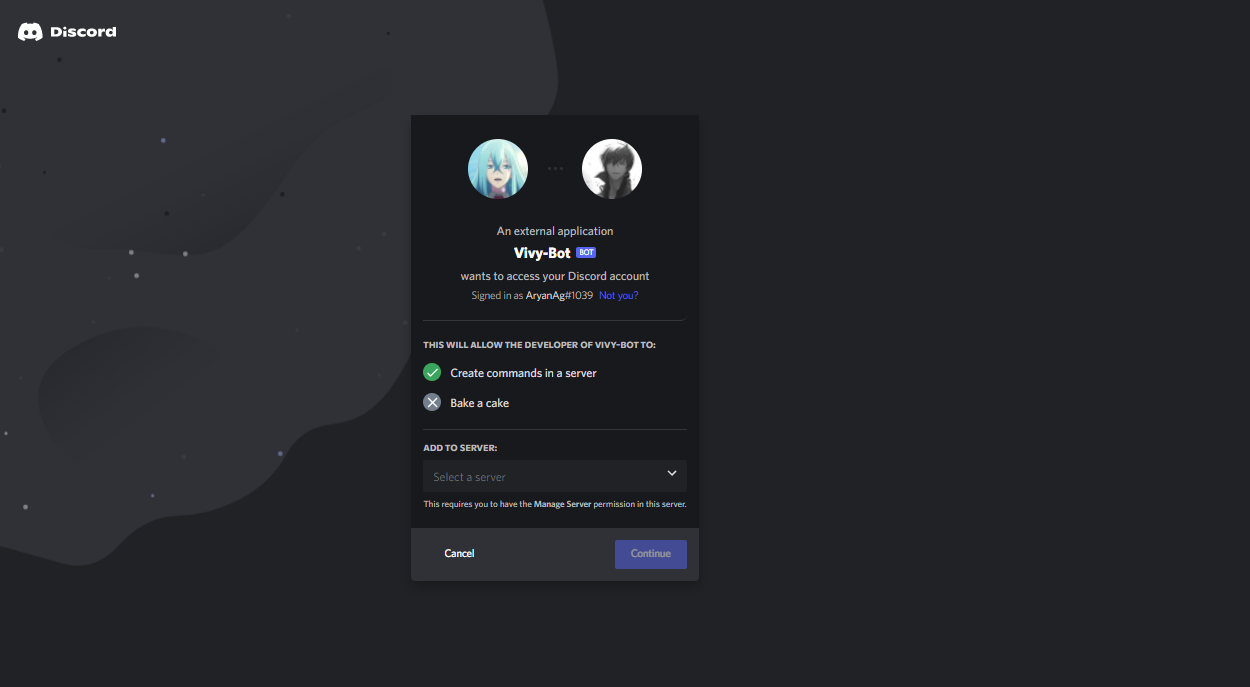 Discord
An external application
Vivy-Bot BOT
wants to access your Discord account
Signed in as AryanAg#1039 Not you?
THIS WILL ALLOW THE DEVELOPER OF VIVY-BOT TO:
Create commands in a server
Bake a cake
ADD TO SERVER:
Select a server
This requires you to have the Manage Server permission in this server.
Cancel Continue